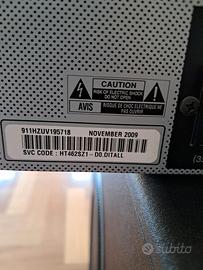 CAUTION
RISK OF ELECTRIC SHOCK
DO NOT OPEN
AVIS
RISQUE DE CHOC ELECTRIQUE NE
PAS OUVRIR
911HZUV195718
NOVEMBER 2009
SVC CODE : HT462SZ1-D0.DITALL
subito